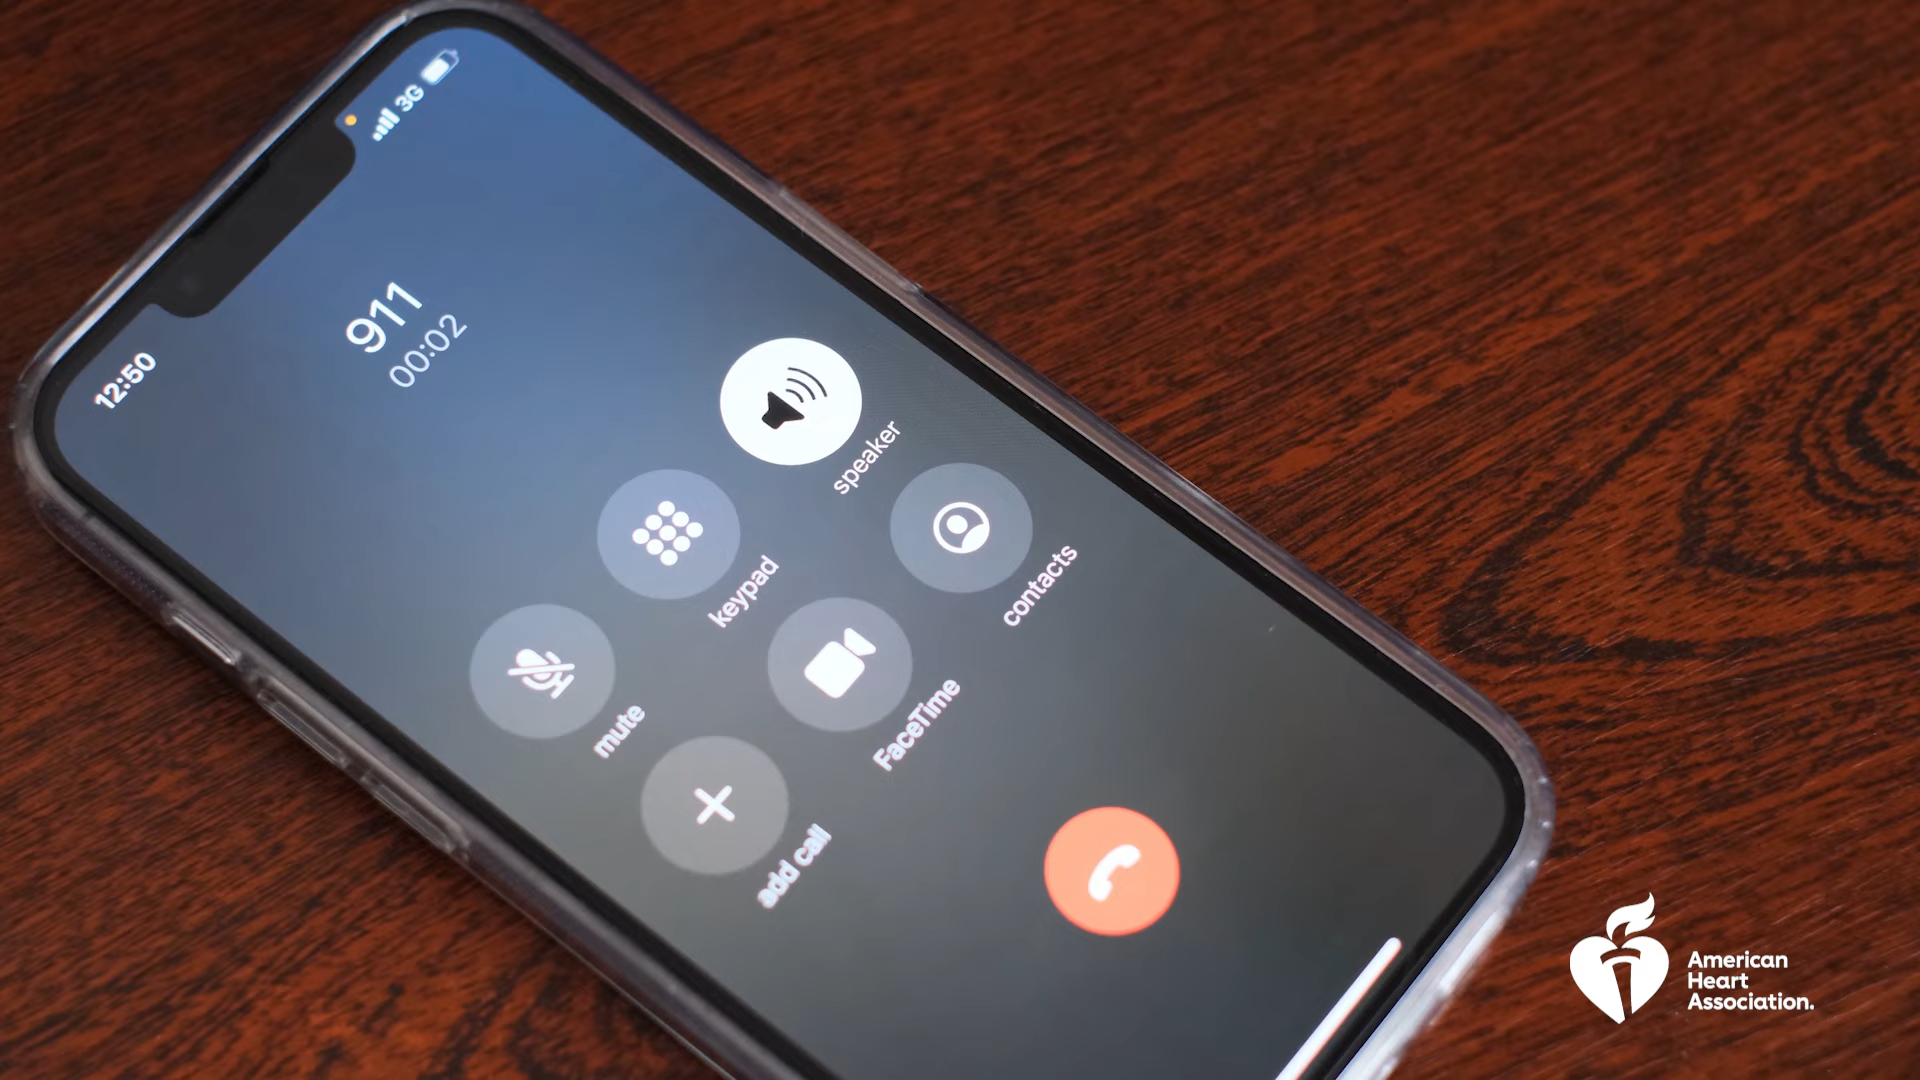 3G
12:50
911
00:02
speaker
keypad
mute
contacts
FaceTime
add call
American
Heart
Association.